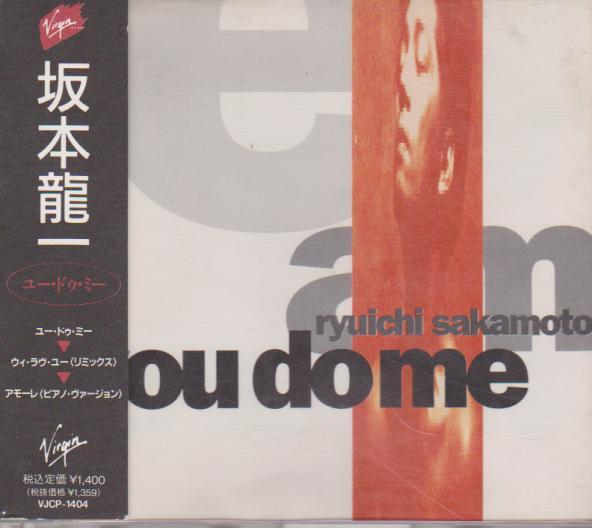 Virgin
坂本龍一
ユー・ドゥ・ミー
ユー・ドゥ・ミー
ウィ・ラヴ・ユー〈リミックス〉
アモーレ〈ピアノ・ヴァージョン〉
Virgin
税込定価 ¥1,400
(税抜価格 ¥1,359)
VJCP-1404
e
am
ryuichi sakamoto
ou do me